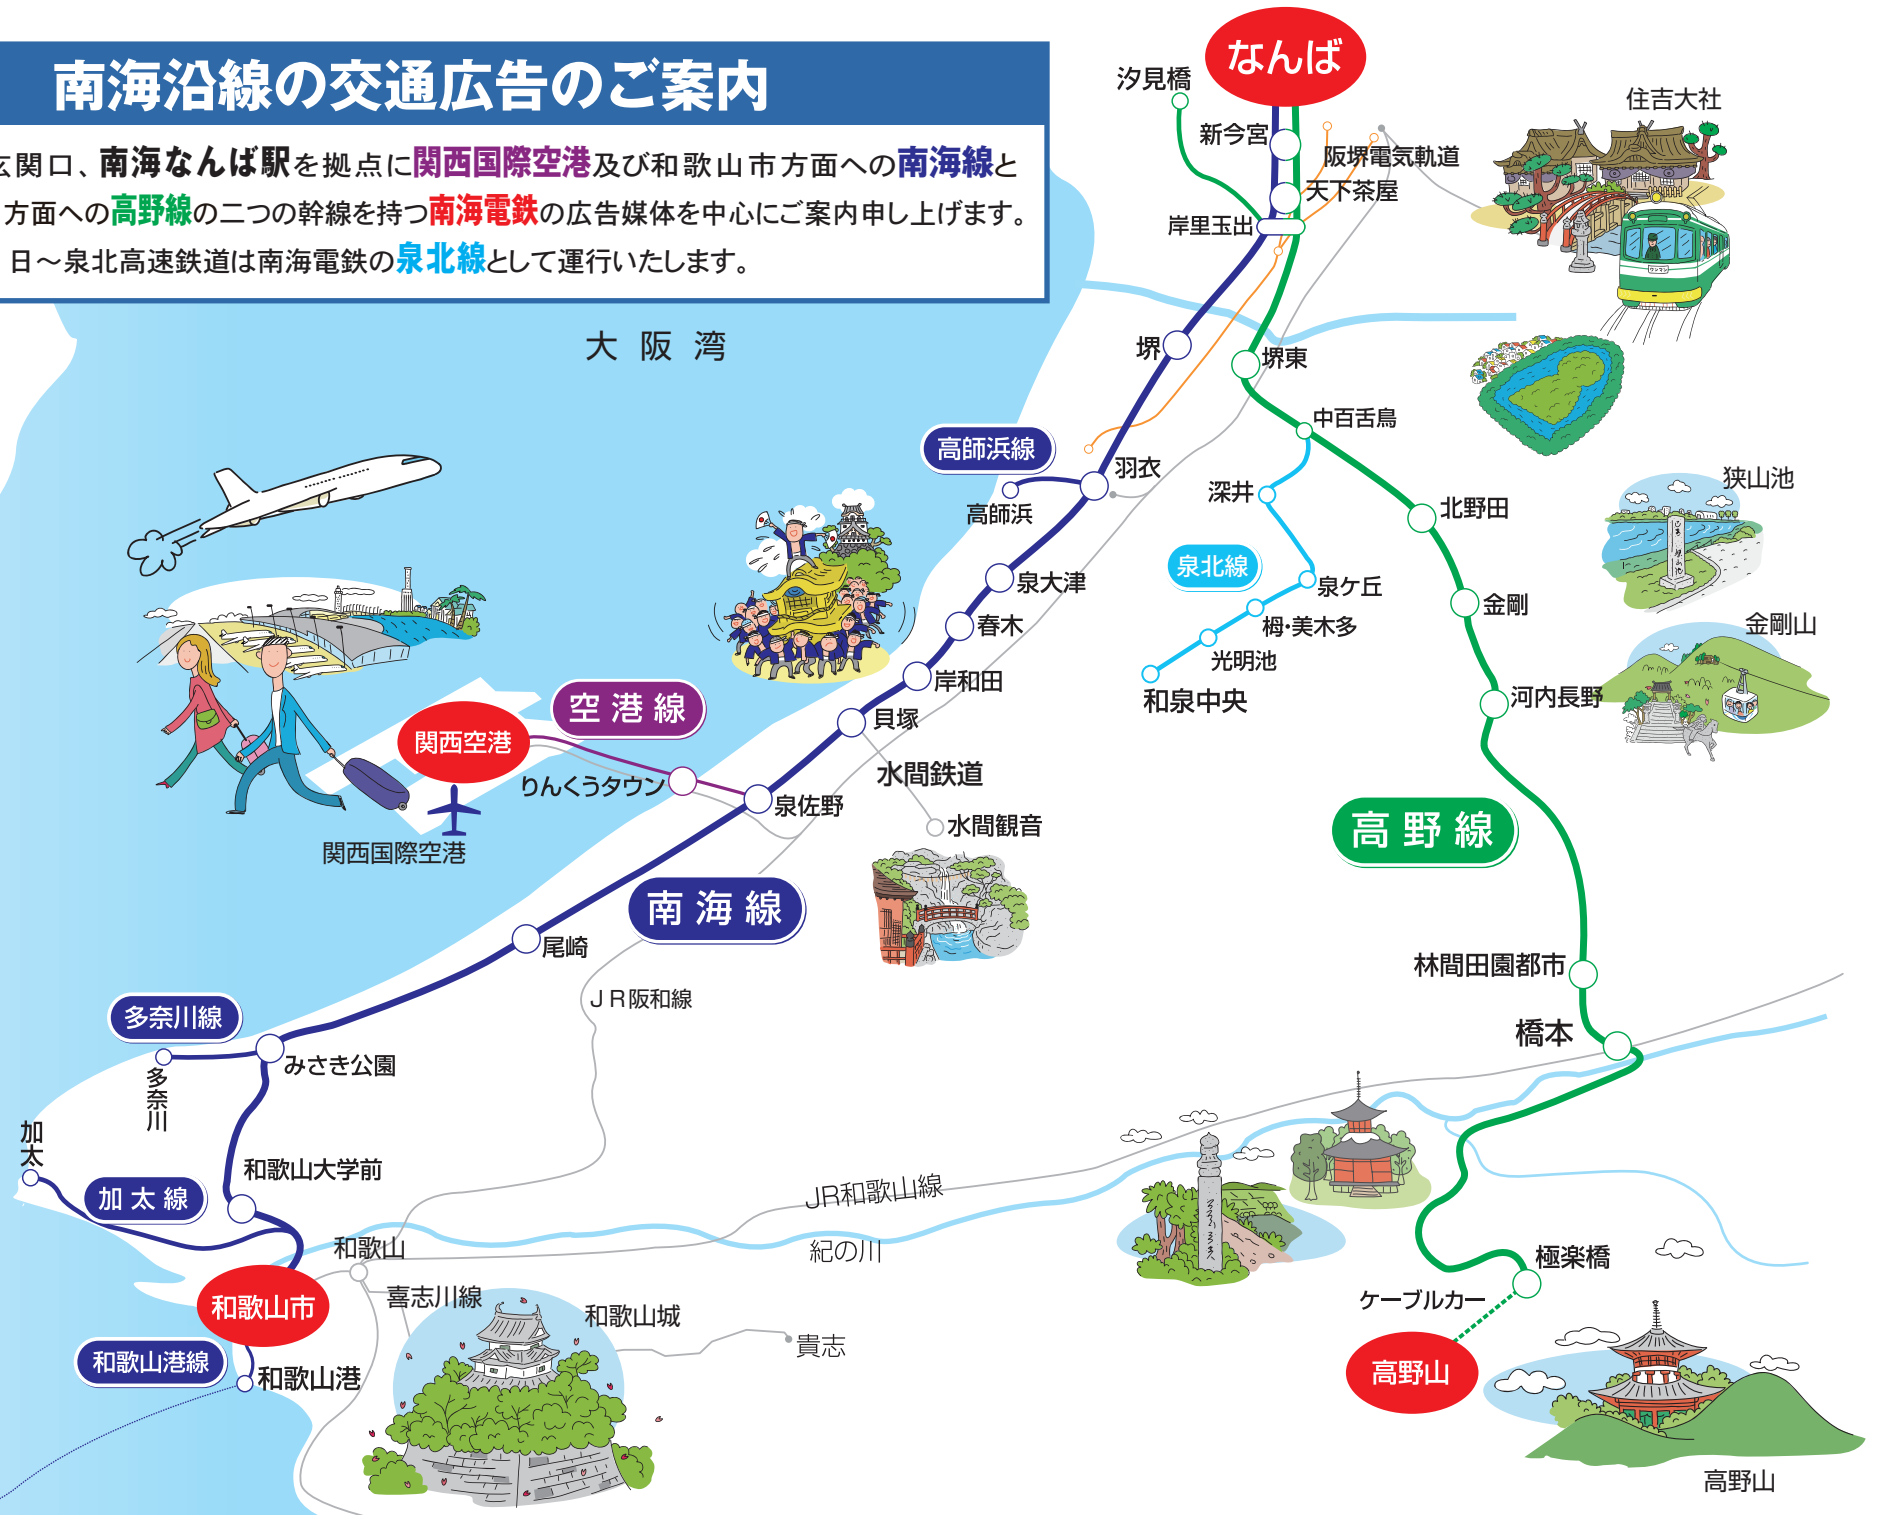 南海沿線の交通広告のご案内
玄関口、南海なんば駅を拠点に関西国際空港及び和歌山市方面への南海線と
方面への高野線の二つの幹線を持つ南海電鉄の広告媒体を中心にご案内申し上げます。
日～泉北高速鉄道は南海電鉄の泉北線として運行いたします。
なんば
汐見橋
新今宮
阪堺電気軌道
天下茶屋
岸里玉出
住吉大社
ワンマン
大阪湾
堺
堺東
中百舌鳥
高師浜線
羽衣
高師浜
深井
北野田
狭山池
泉北線
泉大津
泉ケ丘
金剛
春木
栂・美木多
金剛山
光明池
岸和田
和泉中央
河内長野
空港線
貝塚
関西空港
りんくうタウン
水間鉄道
泉佐野
水間観音
関西国際空港
高野線
南海線
尾崎
林間田園都市
JR阪和線
多奈川線
橋本
みさき公園
多奈川
加太
和歌山大学前
加太線
JR和歌山線
紀の川
和歌山
極楽橋
喜志川線
ケーブルカー
和歌山市
和歌山城
貴志
和歌山港線
和歌山港
高野山
高野山